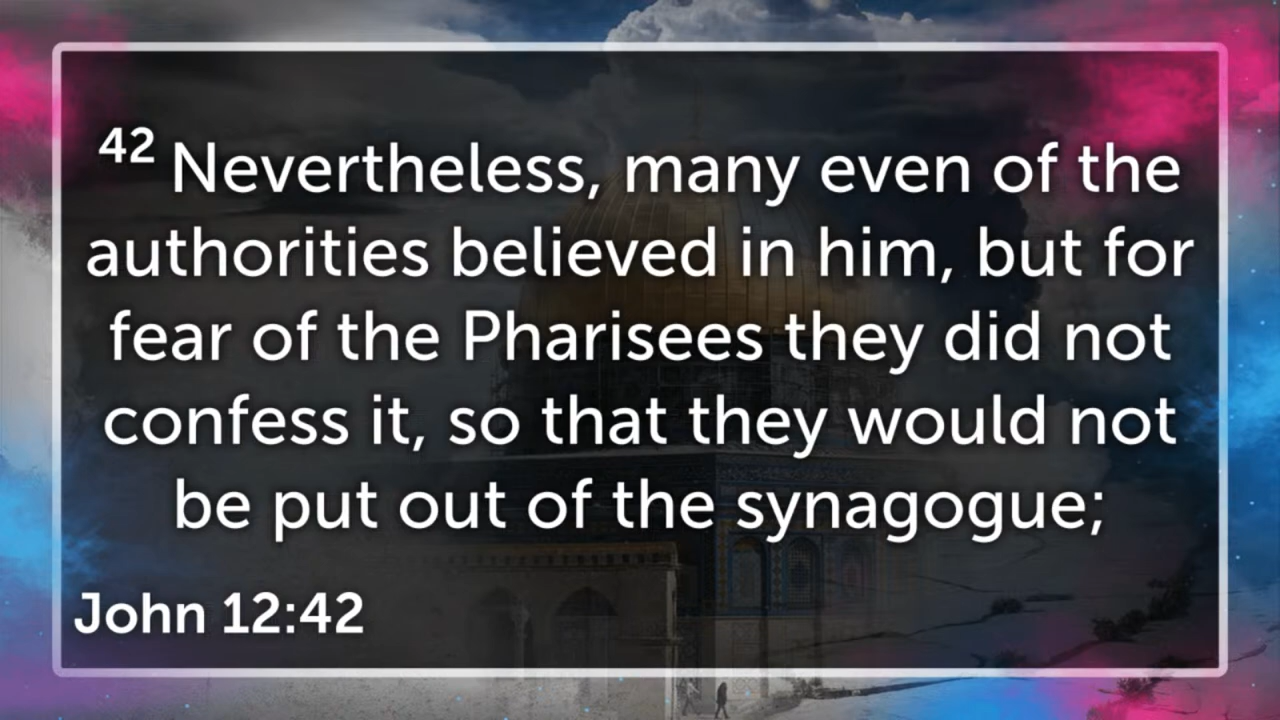 42 Nevertheless, many even of the
authorities believed in him, but for
fear of the Pharisees they did not
confess it, so that they would not
be put out of the synagogue;
John 12:42